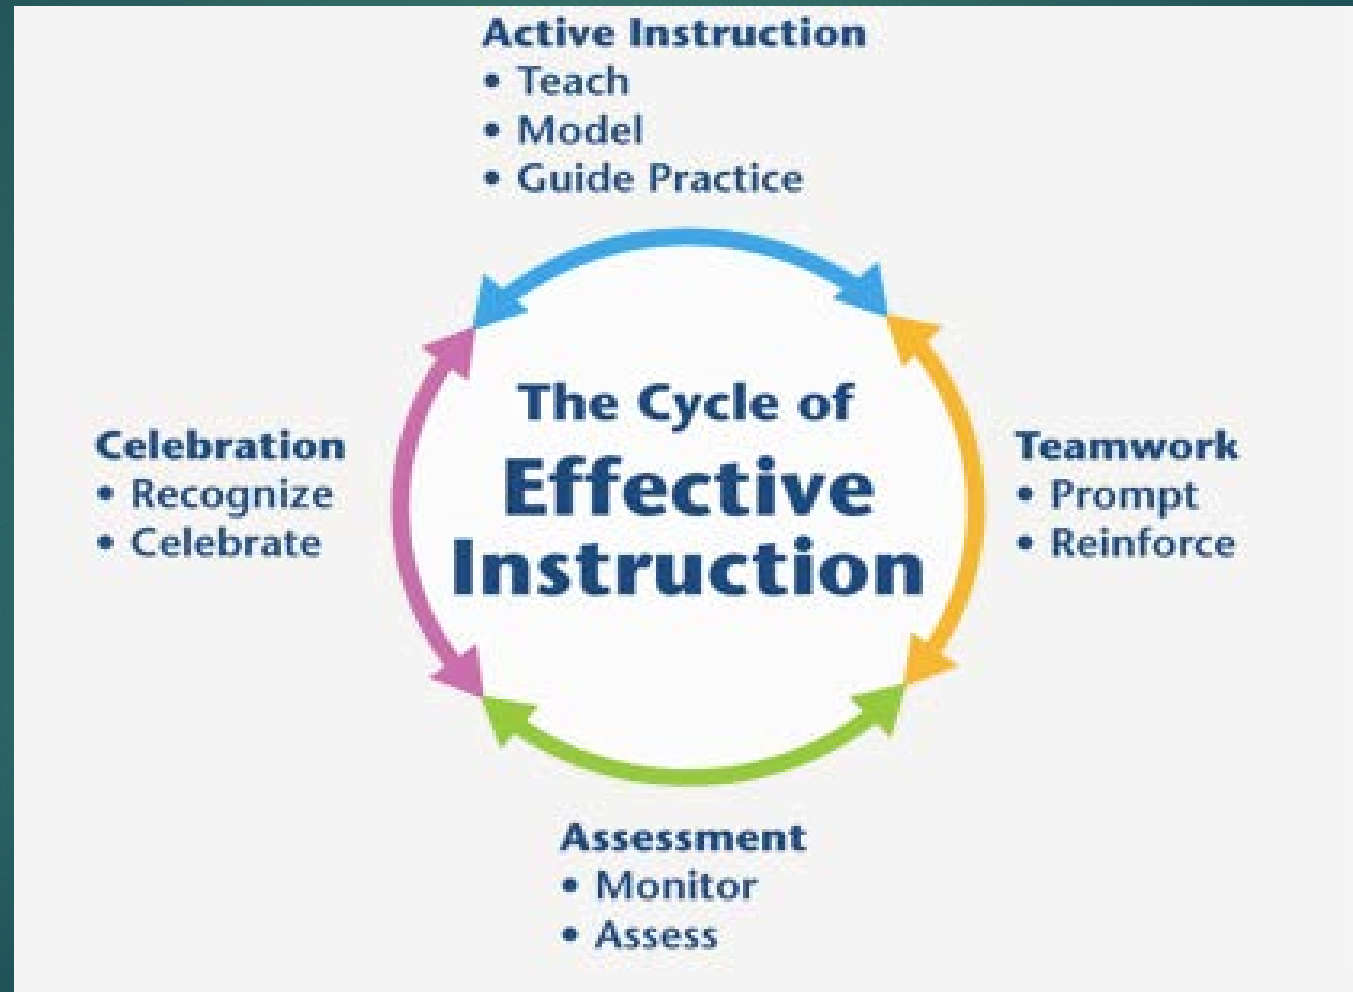 Active Instruction
• Teach
• Model
• Guide Practice
The Cycle of
Effective
Instruction
Celebration
• Recognize
• Celebrate
Teamwork
• Prompt
• Reinforce
Assessment
• Monitor
• Assess